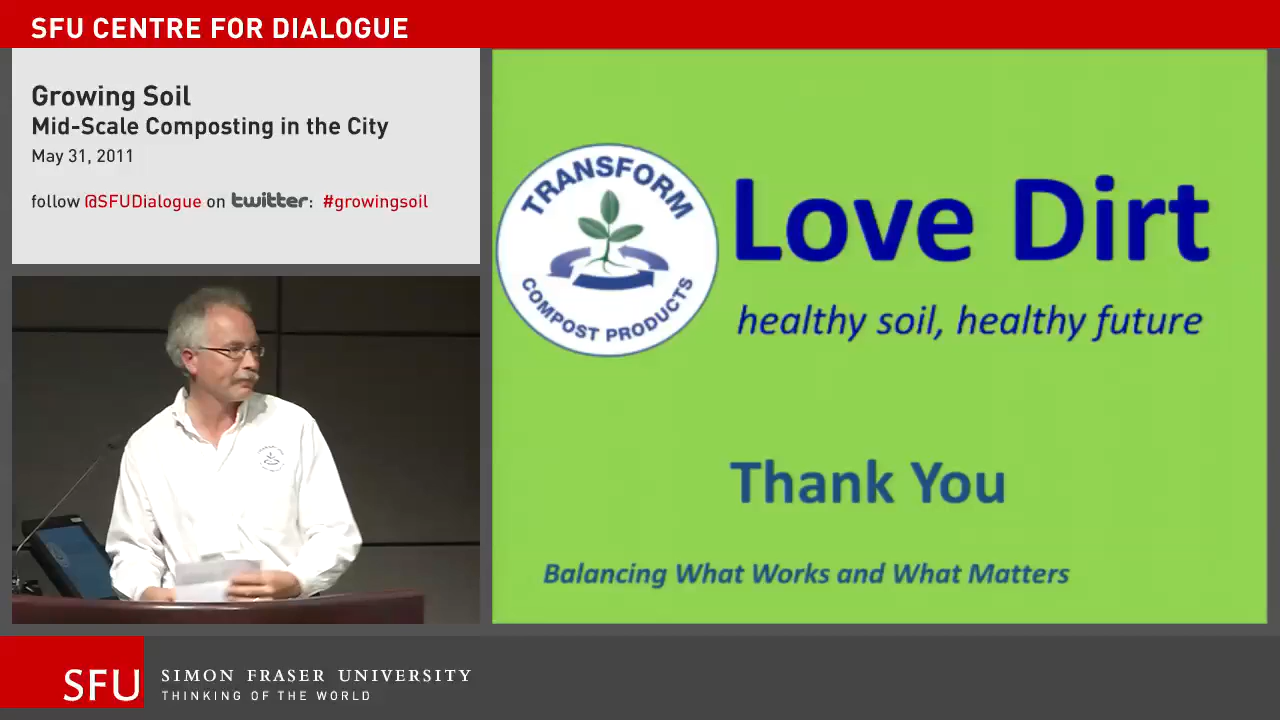 SFU CENTRE FOR DIALOGUE
Growing Soil
Mid-Scale Composting in the City
May 31, 2011
follow @SFUDialogue on twitter: #growingsoil
TRANSFORM
COMPOST PRODUCTS
Love Dirt
healthy soil, healthy future
Thank You
Balancing What Works and What Matters
SFU
SIMON FRASER UNIVERSITY
THINKING OF THE WORLD